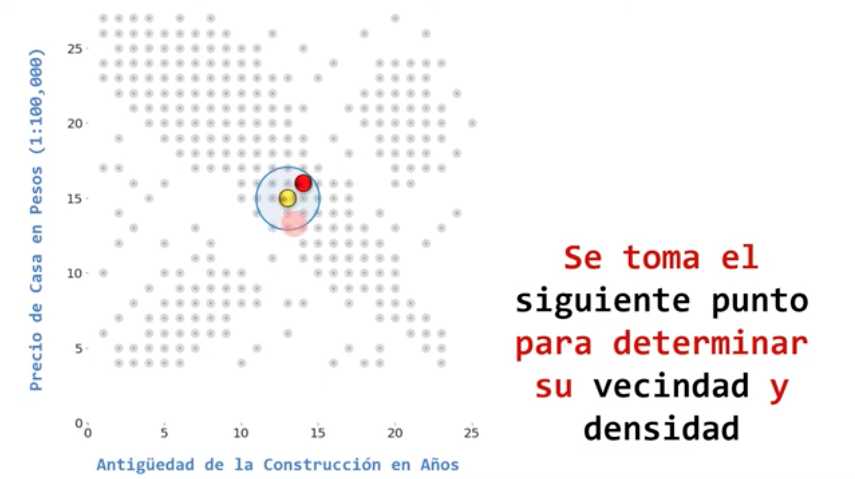 Precio de Casa en Pesos (1:100,000)
25
20
15
10
5
0
0 5 10 15 20 25
Antigüedad de la Construcción en Años
Se toma el
siguiente punto
para determinar
su vecindad y
densidad